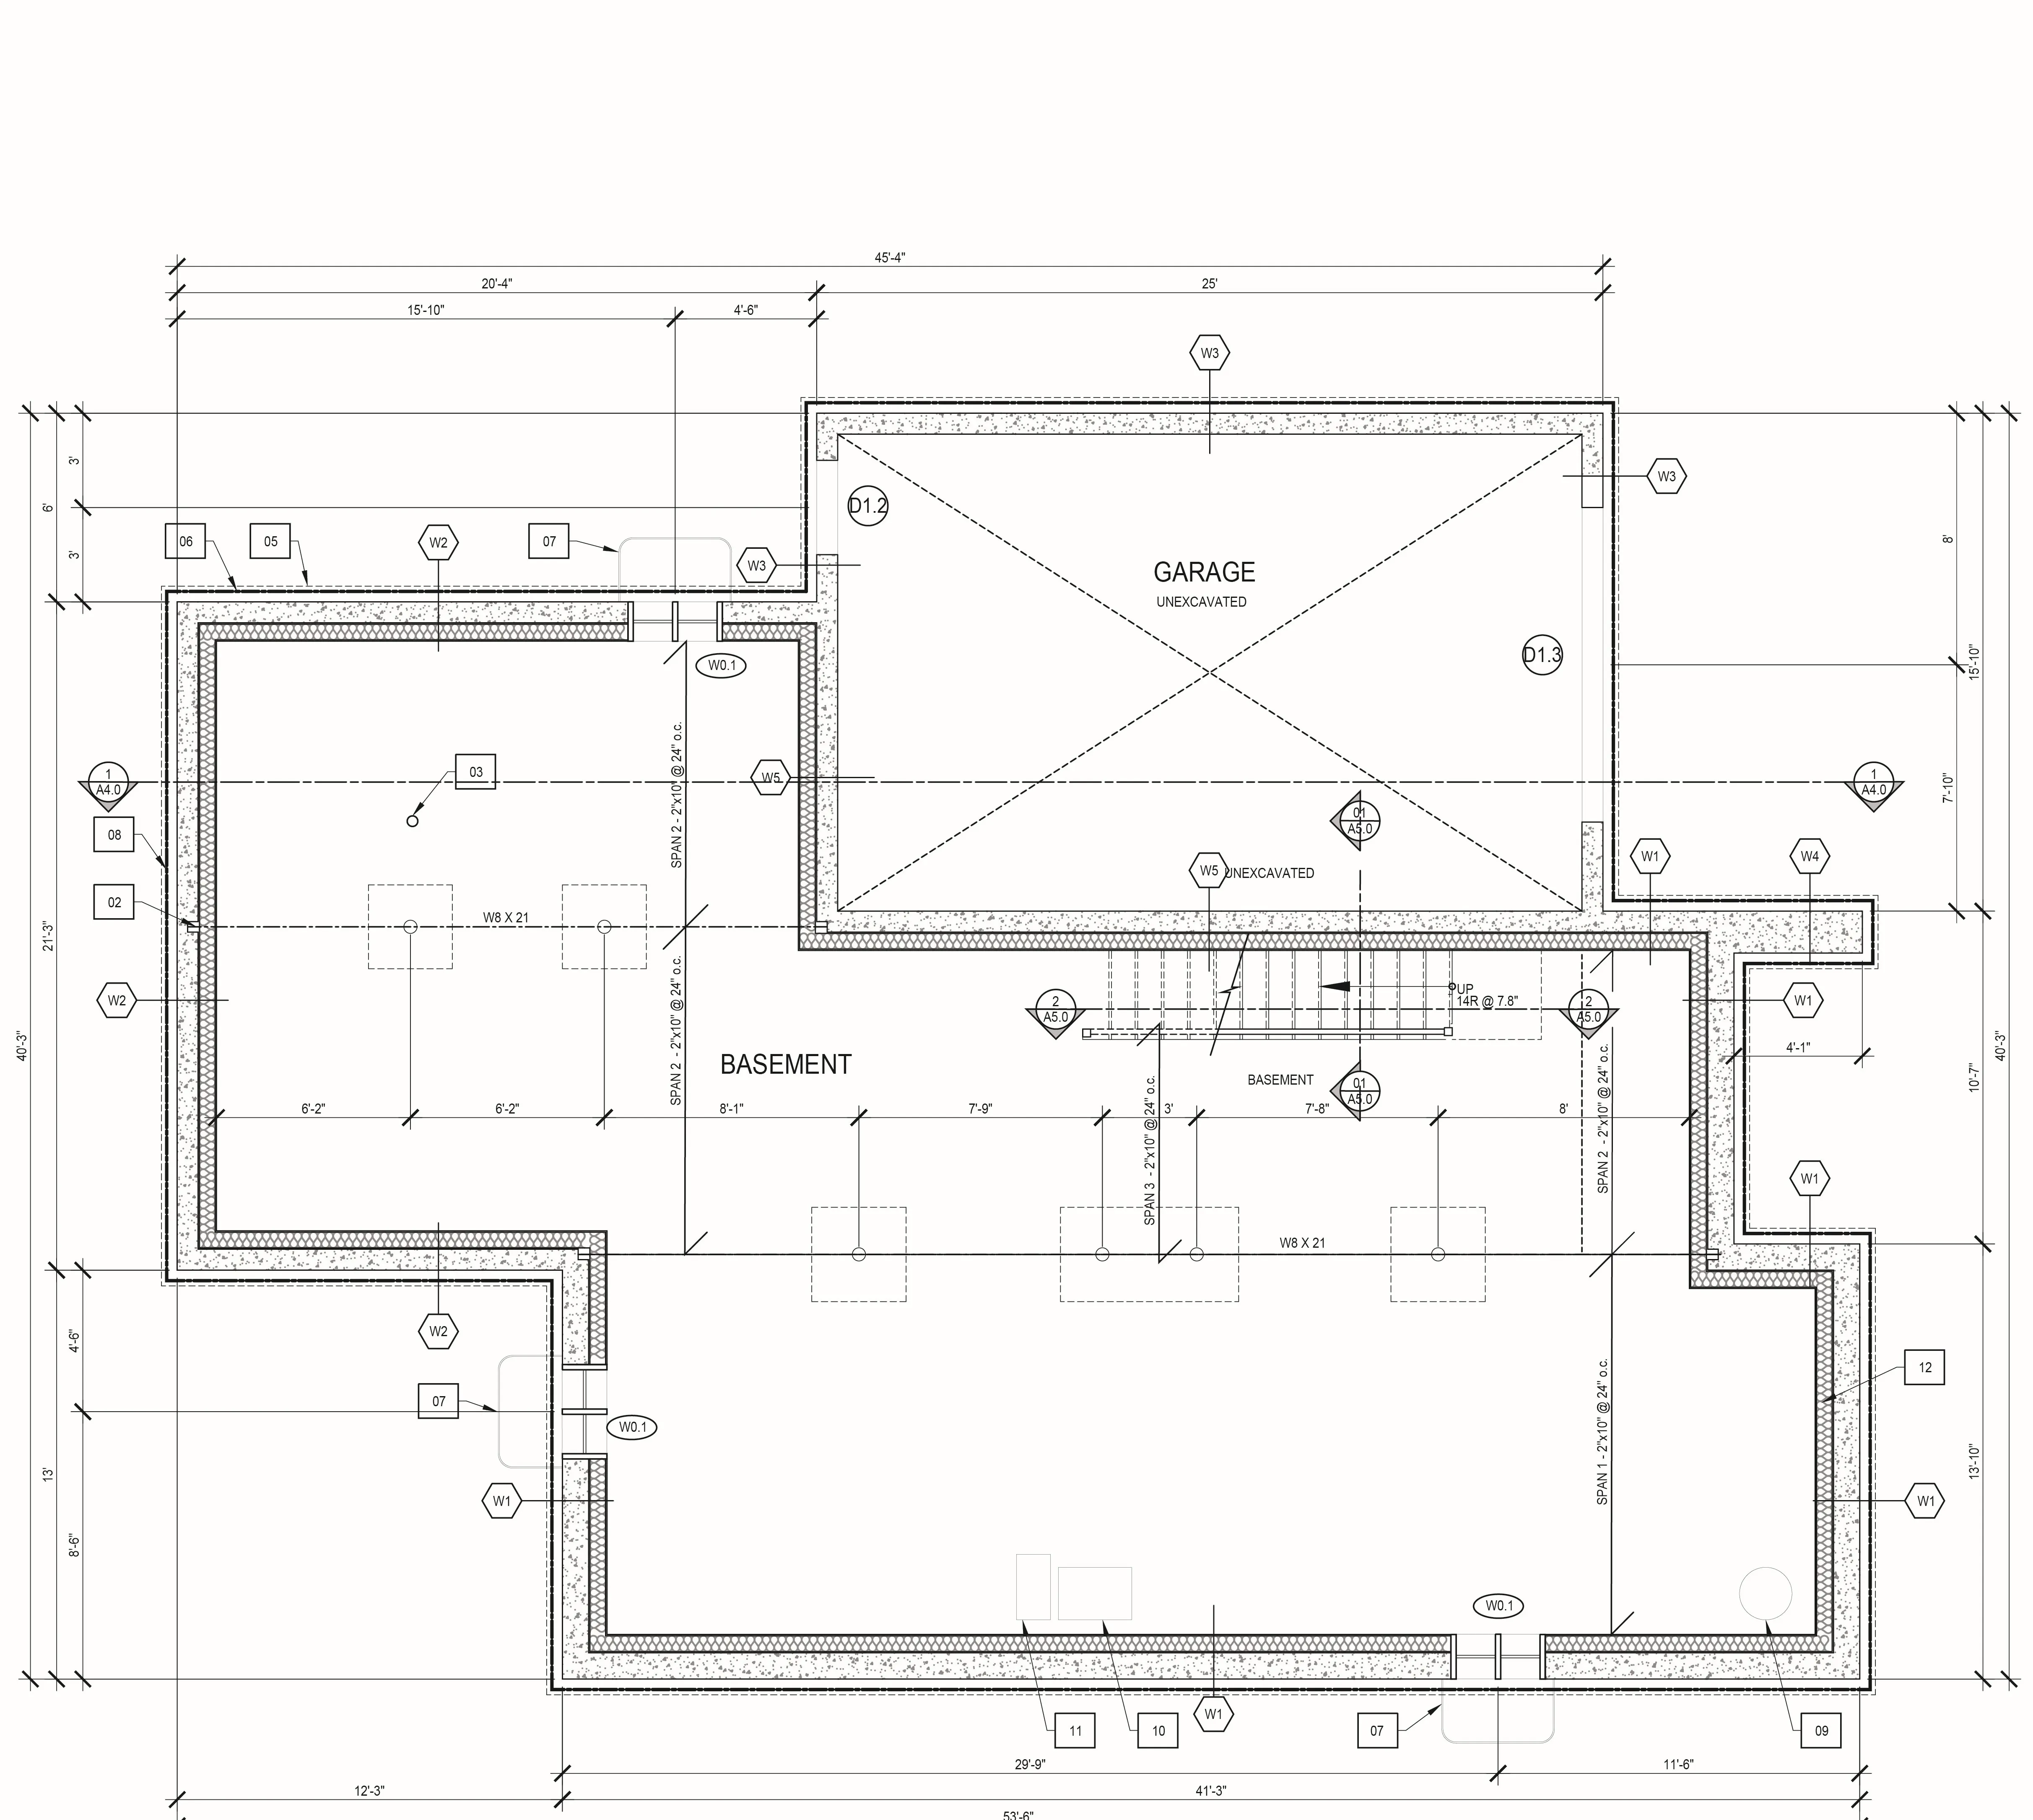 45'-4"
20'-4"
25'
15'-10"
4'-6"
W3
3'
6'
W3
D1.2
8'
06
05
W2
07
3'
W3
GARAGE
UNEXCAVATED
D1.3
W0.1
15'-10"
SPAN 2 - 2"x10" @ 24" o.c.
03
W5
1
A4.0
1
A4.0
7'-10"
08
01
A5.0
W5
UNEXCAVATED
W1
W4
02
W8 X 21
21'-3"
SPAN 2 - 2"x10" @ 24" o.c.
W2
UP
14R @ 7.8"
2
A5.0
2
A5.0
W1
40'-3"
4'-1"
40'-3"
BASEMENT
BASEMENT
01
A5.0
10'-7"
6'-2"
6'-2"
8'-1"
7'-9"
3'
7'-8"
8'
SPAN 3 - 2"x10" @ 24" o.c.
SPAN 2 - 2"x10" @ 24" o.c.
W1
W8 X 21
W2
4'-6"
12
07
W0.1
SPAN 1 - 2"x10" @ 24" o.c.
13'
13'-10"
W1
W1
8'-6"
W0.1
11
10
W1
07
09
29'-9"
11'-6"
12'-3"
41'-3"
53'-6"